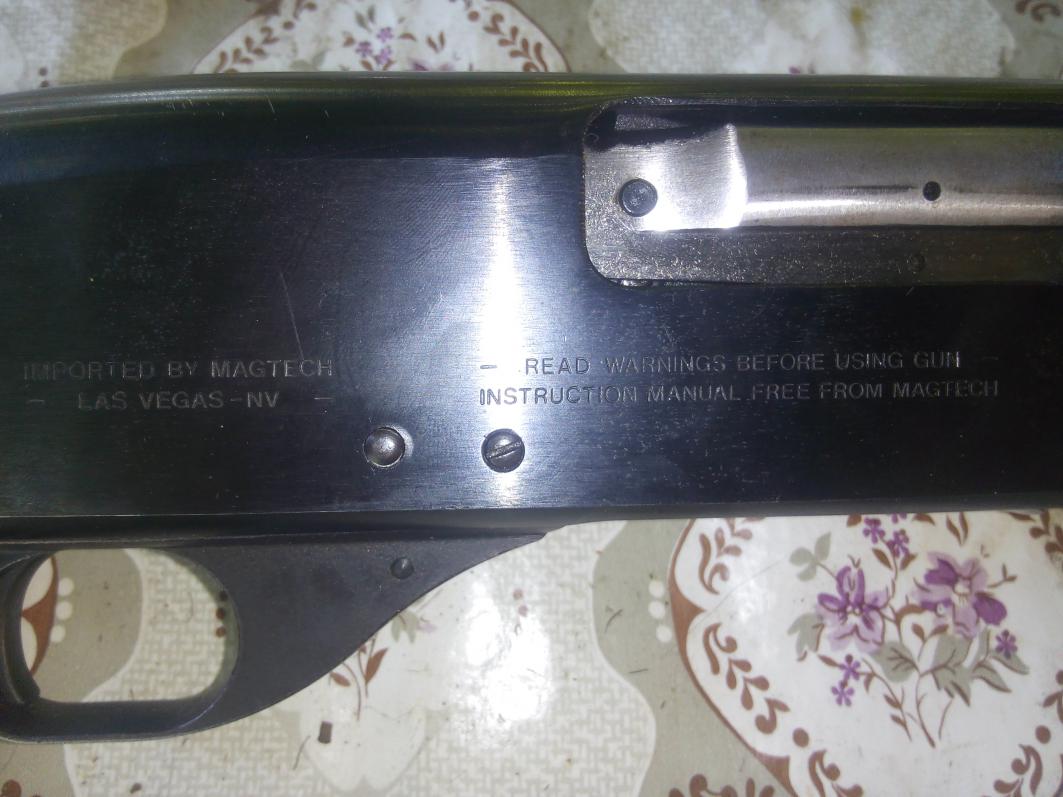 IMPORTED BY MAGTECH
- LAS VEGAS-NV -
- READ WARNINGS BEFORE USING GUN
INSTRUCTION MANUAL FREE FROM MAGTECH